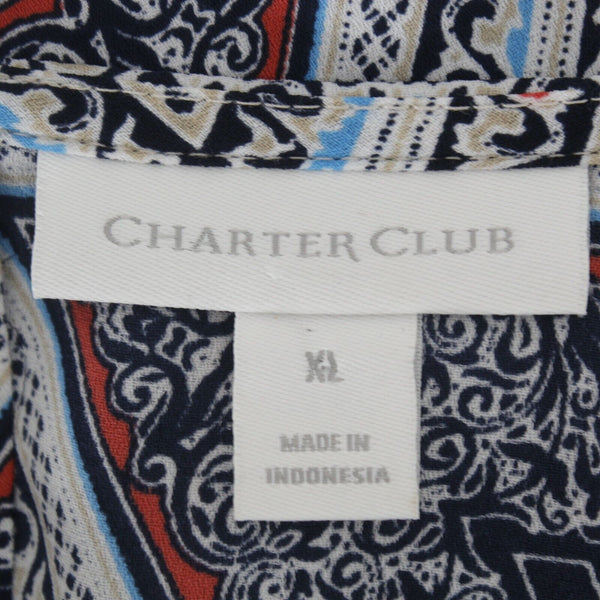 CHARTER CLUB
XL
MADE IN
INDONESIA